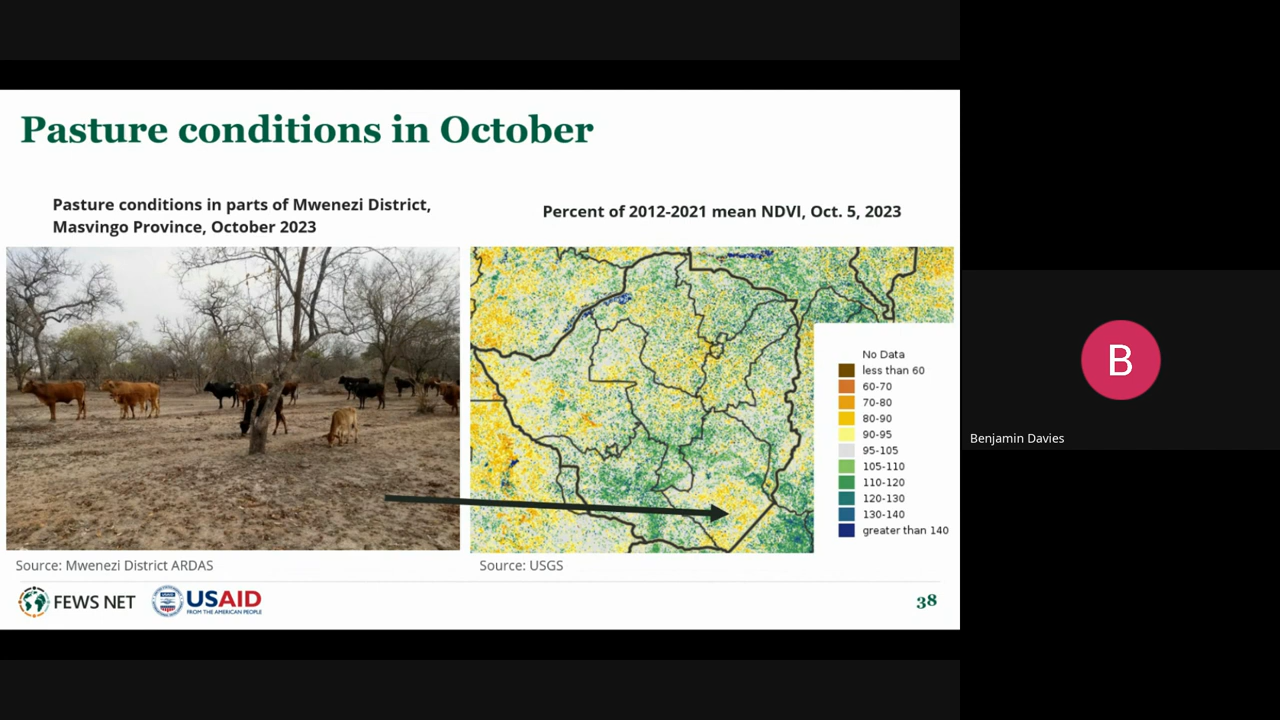 Pasture conditions in October
Pasture conditions in parts of Mwenezi District,
Masvingo Province, October 2023
Percent of 2012-2021 mean NDVI, Oct. 5, 2023
No Data
less than 60
60-70
70-80
80-90
90-95
95-105
105-110
110-120
120-130
130-140
greater than 140
Source: Mwenezi District ARDAS
Source: USGS
FEWS NET
USAID
FROM THE AMERICAN PEOPLE
38
B
Benjamin Davies